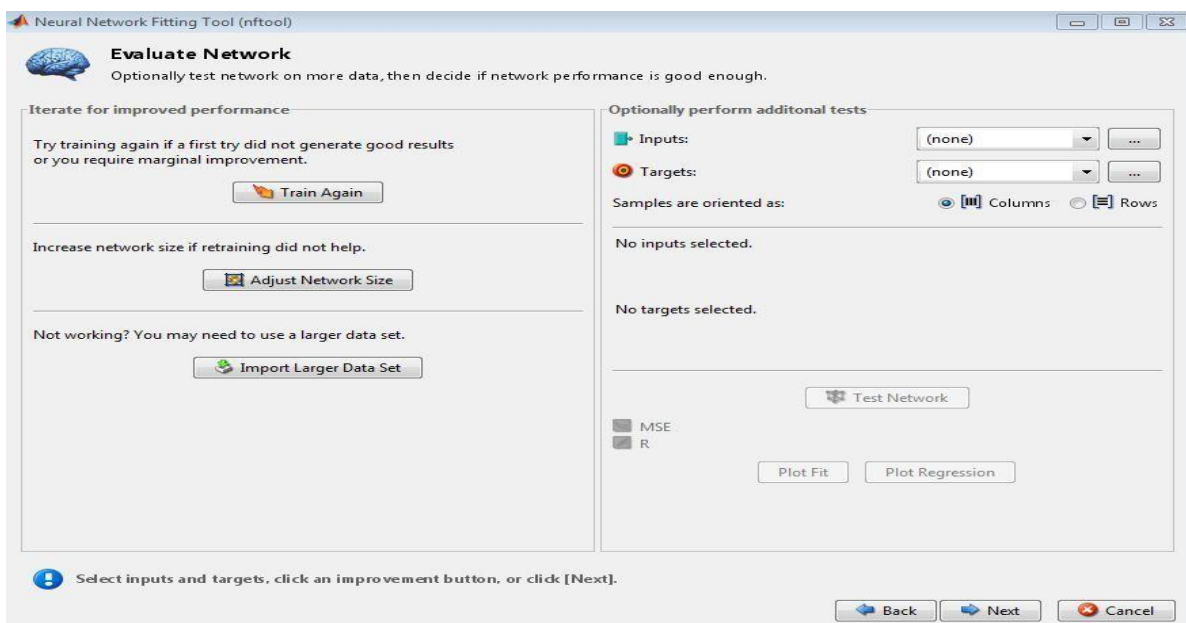 Neural Network Fitting Tool (nftool)
Evaluate Network
Optionally test network on more data, then decide if network performance is good enough.
Iterate for improved performance
Try training again if a first try did not generate good results
or you require marginal improvement.
Train Again
Increase network size if retraining did not help.
Adjust Network Size
Not working? You may need to use a larger data set.
Import Larger Data Set
Optionally perform additonal tests
Inputs: (none) ...
Targets: (none) ...
Samples are oriented as: Columns Rows
No inputs selected.
No targets selected.
Test Network
MSE
R
Plot Fit Plot Regression
Select inputs and targets, click an improvement button, or click [Next].
Back Next Cancel